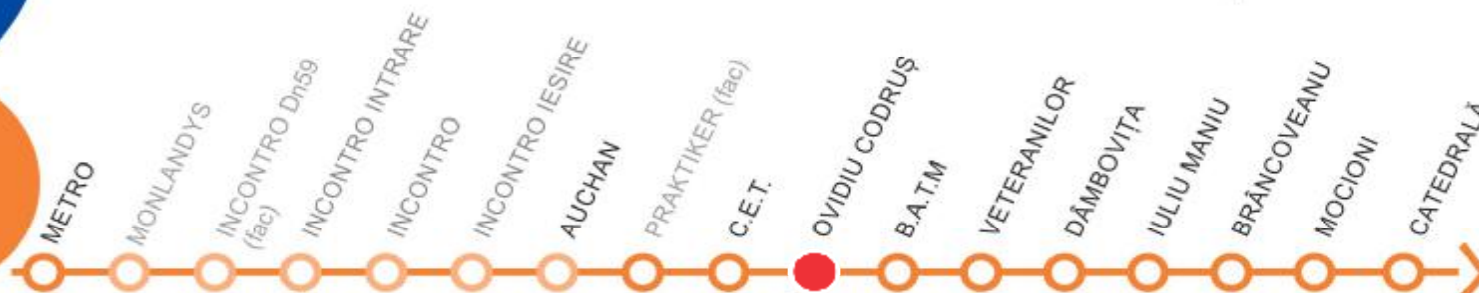 METRO
MONLANDYS
INCONTRO Dn59
(fac)
INCONTRO INTRARE
INCONTRO
INCONTRO IESIRE
AUCHAN
PRAKTIKER (fac)
C.E.T.
OVIDIU CODRUȘ
B.A.T.M
VETERANILOR
DÂMBOVIȚA
IULIU MANIU
BRÂNCOVEANU
MOCIONI
CATEDRALĂ